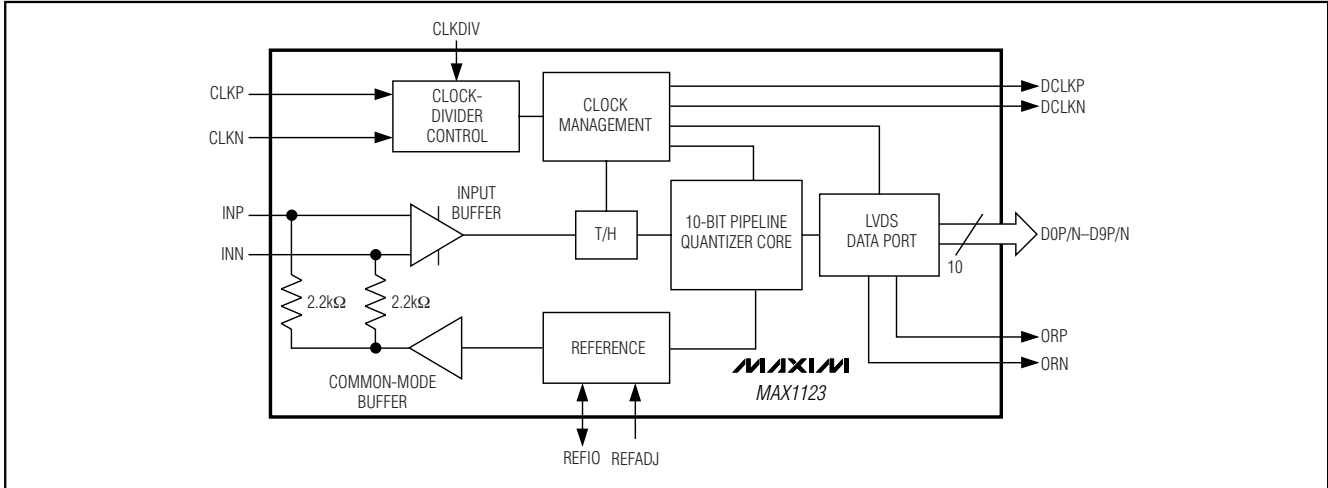 CLKDIV
CLKP
CLKN
CLOCK-
DIVIDER
CONTROL
CLOCK
MANAGEMENT
DCLKP
DCLKN
INP
INN
INPUT
BUFFER
T/H
10-BIT PIPELINE
QUANTIZER CORE
LVDS
DATA PORT
10
D0P/N–D9P/N
2.2kΩ
2.2kΩ
COMMON-MODE
BUFFER
REFERENCE
MAXIM
MAX1123
ORP
ORN
REFIO
REFADJ